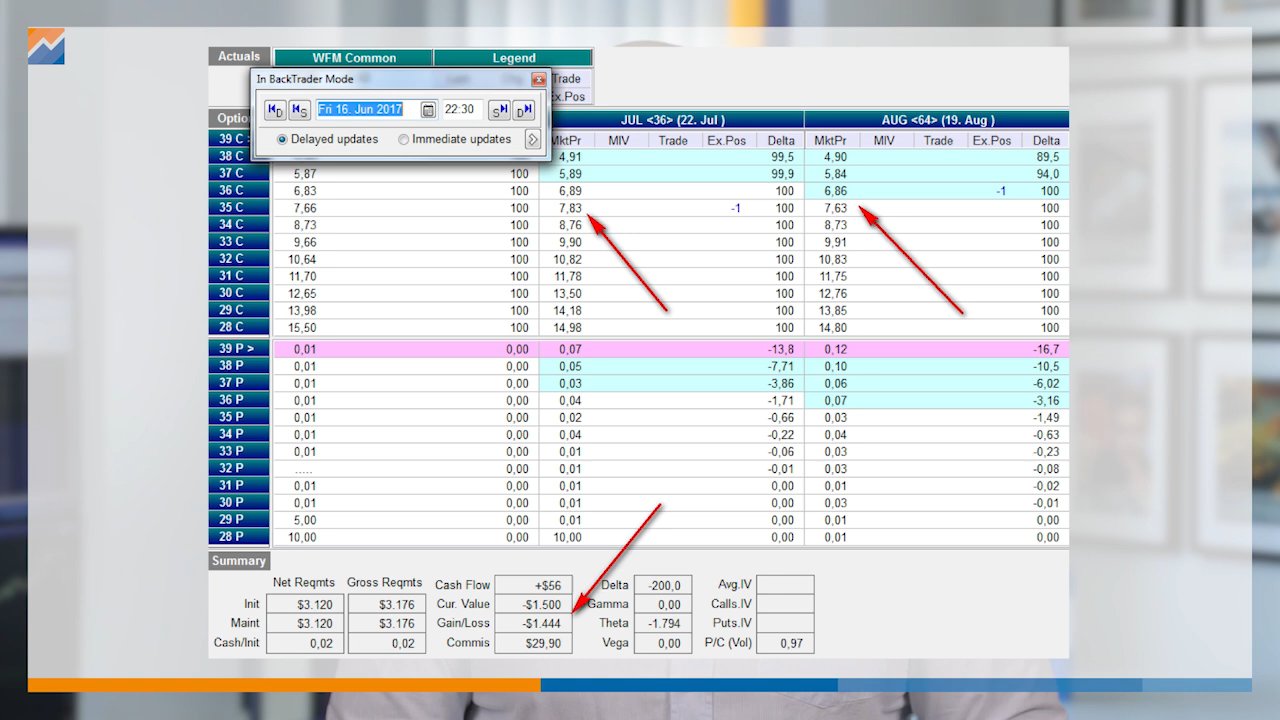 Actuals WFM Common Legend
In BackTrader Mode Trade
Fri 16. Jun 2017 22:30 Ex.Pos
Delayed updates Immediate updates
JUL <36> (22. Jul ) AUG <64> (19. Aug )
39 C MktPr MIV Trade Ex.Pos Delta MktPr MIV Trade Ex.Pos Delta
38 C 4,91 99,5 4,90 89,5
37 C 5,87 100 5,89 99,9 5,84 94,0
36 C 6,83 100 6,89 100 6,86 -1 100
35 C 7,66 100 7,83 -1 100 7,63 100
34 C 8,73 100 8,76 100 8,73 100
33 C 9,66 100 9,90 100 9,91 100
32 C 10,64 100 10,82 100 10,83 100
31 C 11,70 100 11,78 100 11,75 100
30 C 12,65 100 13,50 100 12,76 100
29 C 13,98 100 14,18 100 13,85 100
28 C 15,50 100 14,98 100 14,80 100
39 P > 0,01 0,00 0,07 -13,8 0,12 -16,7
38 P 0,01 0,00 0,05 -7,71 0,10 -10,5
37 P 0,01 0,00 0,03 -3,86 0,06 -6,02
36 P 0,01 0,00 0,04 -1,71 0,07 -3,16
35 P 0,01 0,00 0,02 -0,66 0,03 -1,49
34 P 0,01 0,00 0,04 -0,22 0,04 -0,63
33 P 0,01 0,00 0,01 -0,06 0,03 -0,23
32 P ..... 0,00 0,01 -0,01 0,03 -0,08
31 P 0,01 0,00 0,01 0,00 0,01 -0,02
30 P 0,01 0,00 0,01 0,00 0,03 -0,01
29 P 5,00 0,00 0,01 0,00 0,01 0,00
28 P 10,00 0,00 10,00 0,00 0,01 0,00
Summary
Net Reqmts Gross Reqmts Cash Flow +$56 Delta -200,0 Avg.IV
Init $3.120 $3.176 Cur. Value -$1.500 Gamma 0,00 Calls.IV
Maint $3.120 $3.176 Gain/Loss -$1.444 Theta -1.794 Puts.IV
Cash/Init 0,02 0,02 Commis $29,90 Vega 0,00 P/C (Vol) 0,97